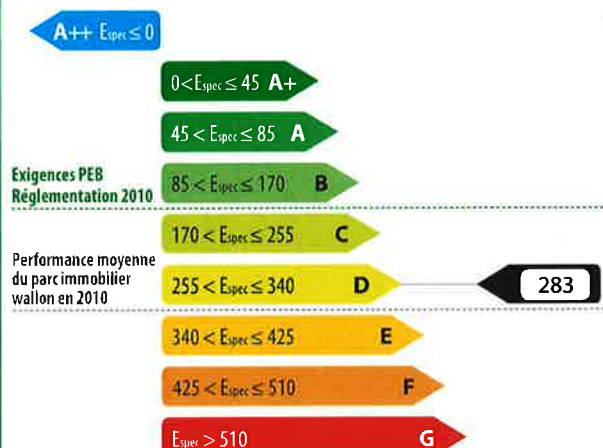 A++ Espec ≤ 0
0 < Espec ≤ 45 A+
45 < Espec ≤ 85 A
Exigences PEB
Réglementation 2010
85 < Espec ≤ 170 B
170 < Espec ≤ 255 C
Performance moyenne
du parc immobilier
wallon en 2010
255 < Espec ≤ 340 D
283
340 < Espec ≤ 425 E
425 < Espec ≤ 510 F
Espec > 510 G